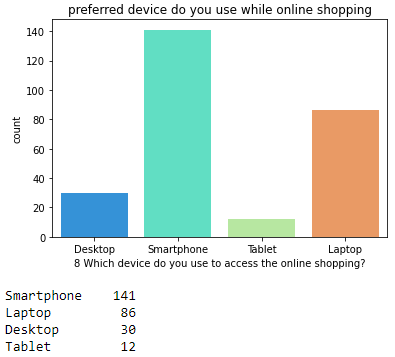 preferred device do you use while online shopping
140
120
100
80
60
40
20
0
count
Desktop Smartphone Tablet Laptop
8 Which device do you use to access the online shopping?
Smartphone 141
Laptop 86
Desktop 30
Tablet 12